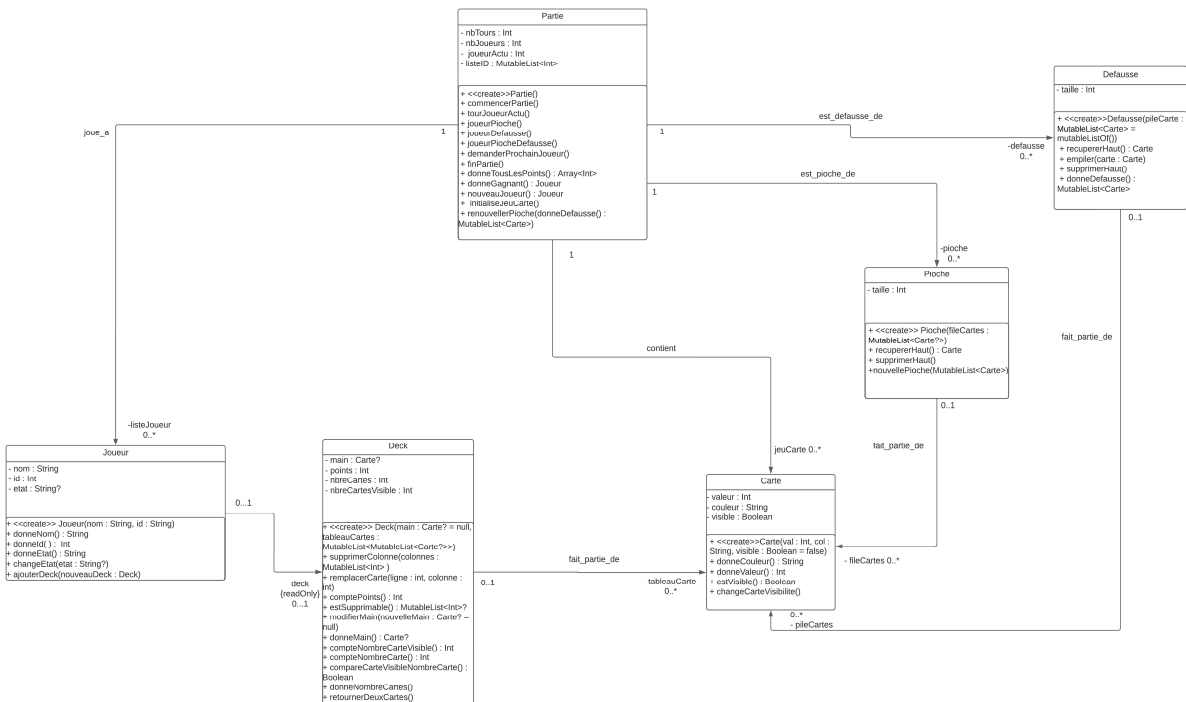 Partie
- nbTours : Int
- nbJoueurs : Int
- joueurActu : Int
- listeID : MutableList<Int>
+ <<create>>Partie()
+ commencerPartie()
+ tourJoueurActu()
+ joueurPioche()
+ joueurDefausse()
+ joueurPiocheDefausse()
+ demanderProchainJoueur()
+ finPartie()
+ donneTousLesPoints() : Array<Int>
+ donneGagnant() : Joueur
+ nouveauJoueur() : Joueur
+ initialiseJeuCarte()
+ renouvellerPioche(donneDefausse() :
MutableList<Carte>)
joue_a
1
1
est_defausse_de
-defausse
0..*
1
est_pioche_de
-pioche
0..*
1
contient
jeuCarte 0..*
Defausse
- taille : Int
+ <<create>>Defausse(pileCarte :
MutableList<Carte> =
mutableListOf())
+ recupererHaut() : Carte
+ empiler(carte : Carte)
+ supprimerHaut()
+ donneDefausse() :
MutableList<Carte>
0..1
fait_partie_de
Pioche
- taille : Int
+ <<create>> Pioche(fileCartes :
MutableList<Carte?>)
+ recupererHaut() : Carte
+ supprimerHaut()
+nouvellePioche(MutableList<Carte>)
0..1
fait_partie_de
-listeJoueur
0..*
Joueur
- nom : String
- id : Int
- etat : String?
+ <<create>> Joueur(nom : String, id : String)
+ donneNom() : String
+ donneId( ) : Int
+ donneEtat() : String
+ changeEtat(etat : String?)
+ ajouterDeck(nouveauDeck : Deck)
0...1
deck
{readOnly}
0...1
Deck
- main : Carte?
- points : Int
- nbreCartes : Int
- nbreCartesVisible : Int
+ <<create>> Deck(main : Carte? = null,
tableauCartes :
MutableList<MutableList<Carte?>>)
+ supprimerColonne(colonnes :
MutableList<Int> )
+ remplacerCarte(ligne : int, colonne :
int)
+ comptePoints() : Int
+ estSupprimable() : MutableList<Int>?
+ modifierMain(nouvelleMain : Carte? =
null)
+ donneMain() : Carte?
+ compteNombreCarteVisible() : Int
+ compteNombreCarte() : Int
+ compareCarteVisibleNombreCarte() :
Boolean
+ donneNombreCartes()
+ retournerDeuxCartes()
0..1
fait_partie_de
tableauCarte
0..*
Carte
- valeur : Int
- couleur : String
- visible : Boolean
+ <<create>>Carte(val : Int, col :
String, visible : Boolean = false)
+ donneCouleur() : String
+ donneValeur() : Int
+ estVisible() : Boolean
+ changeCarteVisibilite()
- fileCartes 0..*
0..*
- pileCartes